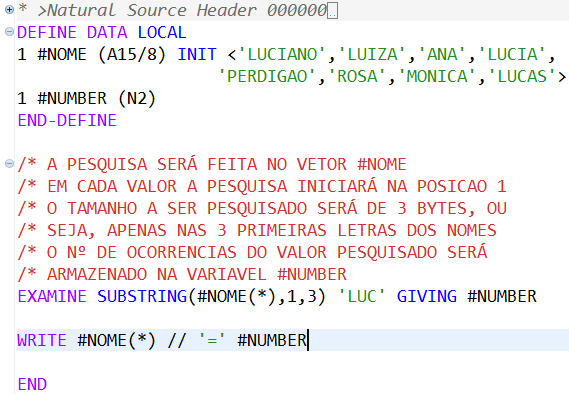 * >Natural Source Header 000000
DEFINE DATA LOCAL
1 #NOME (A15/8) INIT <'LUCIANO','LUIZA','ANA','LUCIA',
'PERDIGAO','ROSA','MONICA','LUCAS'>
1 #NUMBER (N2)
END-DEFINE
/* A PESQUISA SERÁ FEITA NO VETOR #NOME
/* EM CADA VALOR A PESQUISA INICIARÁ NA POSICAO 1
/* O TAMANHO A SER PESQUISADO SERÁ DE 3 BYTES, OU
/* SEJA, APENAS NAS 3 PRIMEIRAS LETRAS DOS NOMES
/* O Nº DE OCORRENCIAS DO VALOR PESQUISADO SERÁ
/* ARMAZENADO NA VARIAVEL #NUMBER
EXAMINE SUBSTRING(#NOME(*),1,3) 'LUC' GIVING #NUMBER
WRITE #NOME(*) // '=' #NUMBER
END